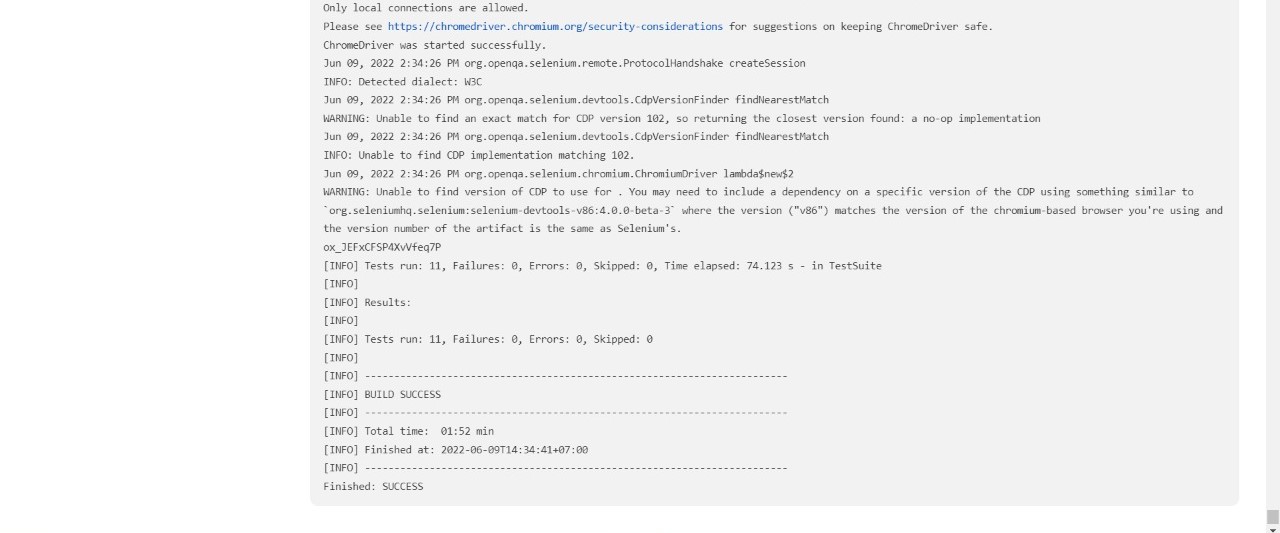 Only local connections are allowed.
Please see https://chromedriver.chromium.org/security-considerations for suggestions on keeping ChromeDriver safe.
ChromeDriver was started successfully.
Jun 09, 2022 2:34:26 PM org.openqa.selenium.remote.ProtocolHandshake createSession
INFO: Detected dialect: W3C
Jun 09, 2022 2:34:26 PM org.openqa.selenium.devtools.CdpVersionFinder findNearestMatch
WARNING: Unable to find an exact match for CDP version 102, so returning the closest version found: a no-op implementation
Jun 09, 2022 2:34:26 PM org.openqa.selenium.devtools.CdpVersionFinder findNearestMatch
INFO: Unable to find CDP implementation matching 102.
Jun 09, 2022 2:34:26 PM org.openqa.selenium.chromium.ChromiumDriver lambda$new$2
WARNING: Unable to find version of CDP to use for . You may need to include a dependency on a specific version of the CDP using something similar to
`org.seleniumhq.selenium:selenium-devtools-v86:4.0.0-beta-3` where the version ("v86") matches the version of the chromium-based browser you're using and
the version number of the artifact is the same as Selenium's.
ox_JEFxCFSP4XvVfeq7P
[INFO] Tests run: 11, Failures: 0, Errors: 0, Skipped: 0, Time elapsed: 74.123 s - in TestSuite
[INFO]
[INFO] Results:
[INFO]
[INFO] Tests run: 11, Failures: 0, Errors: 0, Skipped: 0
[INFO]
[INFO] ------------------------------------------------------------------------
[INFO] BUILD SUCCESS
[INFO] ------------------------------------------------------------------------
[INFO] Total time:  01:52 min
[INFO] Finished at: 2022-06-09T14:34:41+07:00
[INFO] ------------------------------------------------------------------------
Finished: SUCCESS